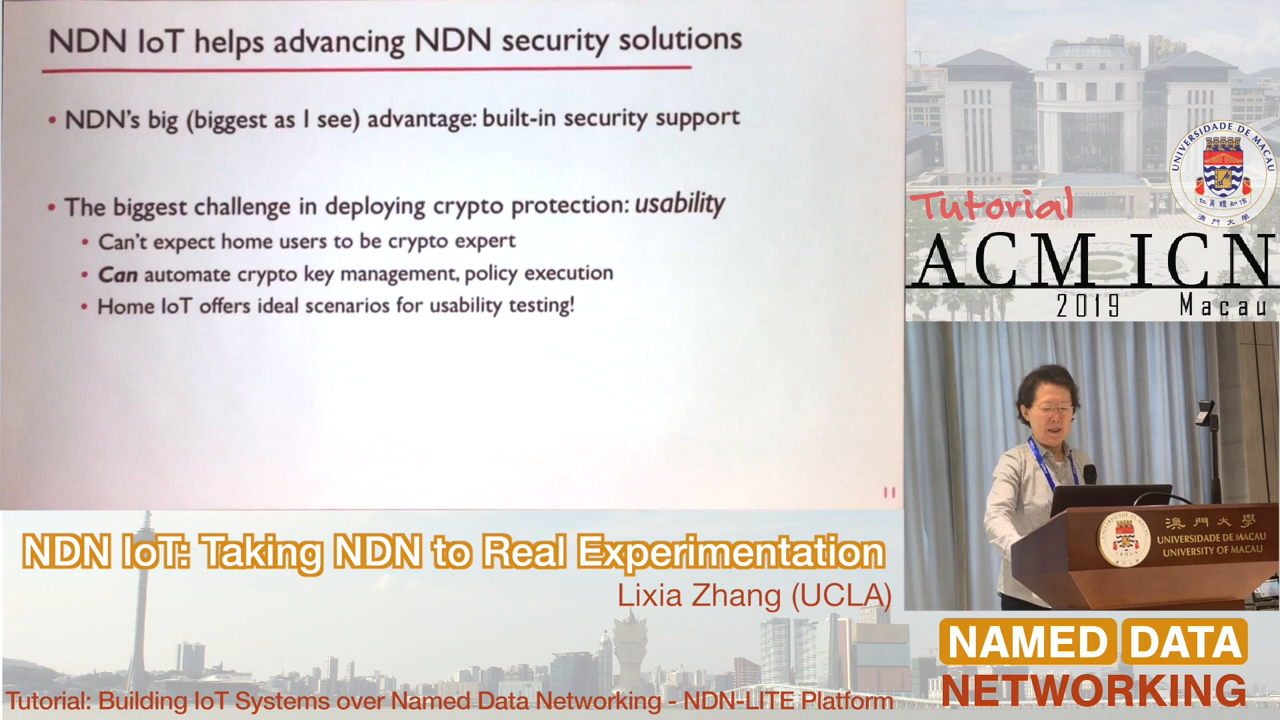 NDN IoT helps advancing NDN security solutions
• NDN's big (biggest as I see) advantage: built-in security support
• The biggest challenge in deploying crypto protection: usability
• Can't expect home users to be crypto expert
• Can automate crypto key management, policy execution
• Home IoT offers ideal scenarios for usability testing!
11
UNIVERSIDADE DE MACAU
澳門大學
Tutorial
ACM ICN
2019 Macau
澳門大學
UNIVERSIDADE DE MACAU
UNIVERSITY OF MACAU
NDN IoT: Taking NDN to Real Experimentation
Lixia Zhang (UCLA)
Tutorial: Building IoT Systems over Named Data Networking - NDN-LITE Platform
NAMED DATA
NETWORKING